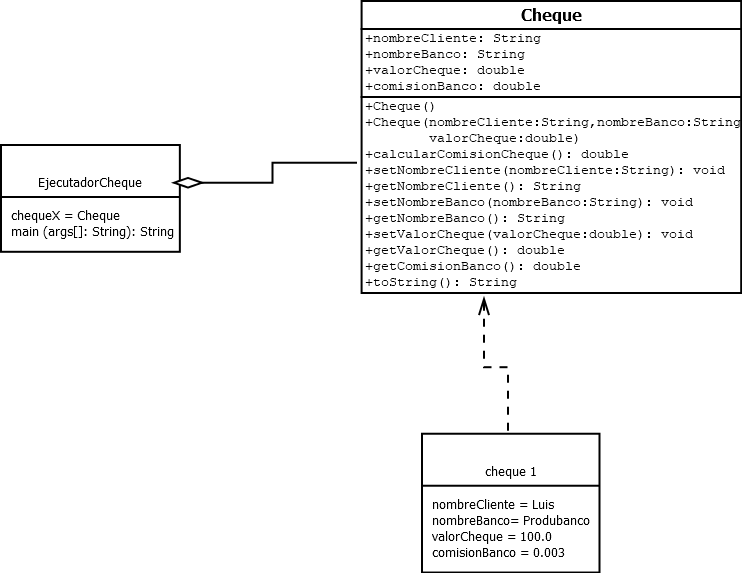 Cheque
+nombreCliente: String
+nombreBanco: String
+valorCheque: double
+comisionBanco: double
+Cheque()
+Cheque(nombreCliente:String,nombreBanco:String
valorCheque:double)
+calcularComisionCheque(): double
+setNombreCliente(nombreCliente:String): void
+getNombreCliente(): String
+setNombreBanco(nombreBanco:String): void
+getNombreBanco(): String
+setValorCheque(valorCheque:double): void
+getValorCheque(): double
+getComisionBanco(): double
+toString(): String
EjecutadorCheque
chequeX = Cheque
main (args[]: String): String
cheque 1
nombreCliente = Luis
nombreBanco= Produbanco
valorCheque = 100.0
comisionBanco = 0.003